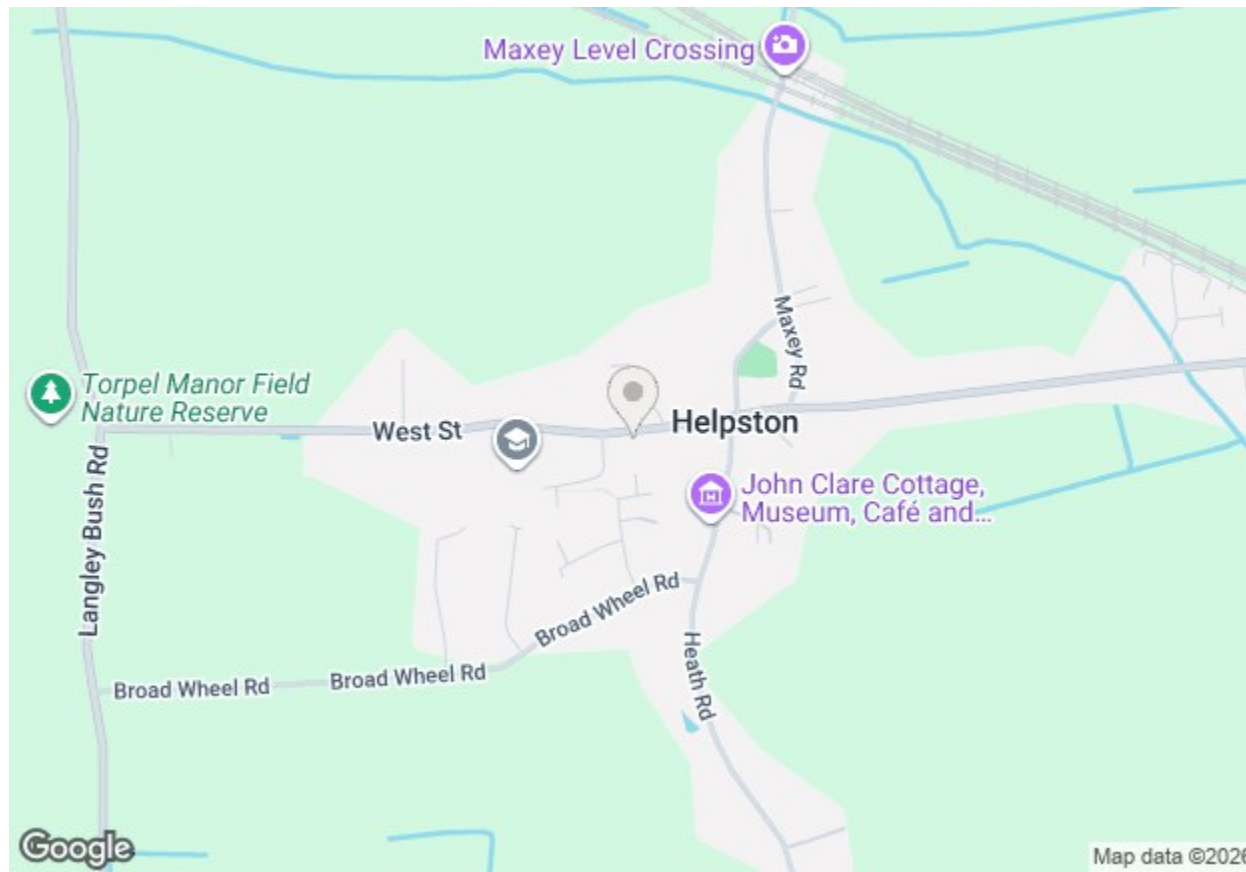 Maxey Level Crossing
Maxey Rd
Torpel Manor Field
Nature Reserve
West St
Helpston
John Clare Cottage,
Museum, Café and...
Langley Bush Rd
Broad Wheel Rd
Broad Wheel Rd
Broad Wheel Rd
Heath Rd
Google
Map data ©2026